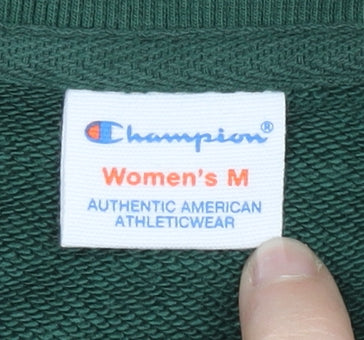 Champion®
Women's M
AUTHENTIC AMERICAN
ATHLETICWEAR